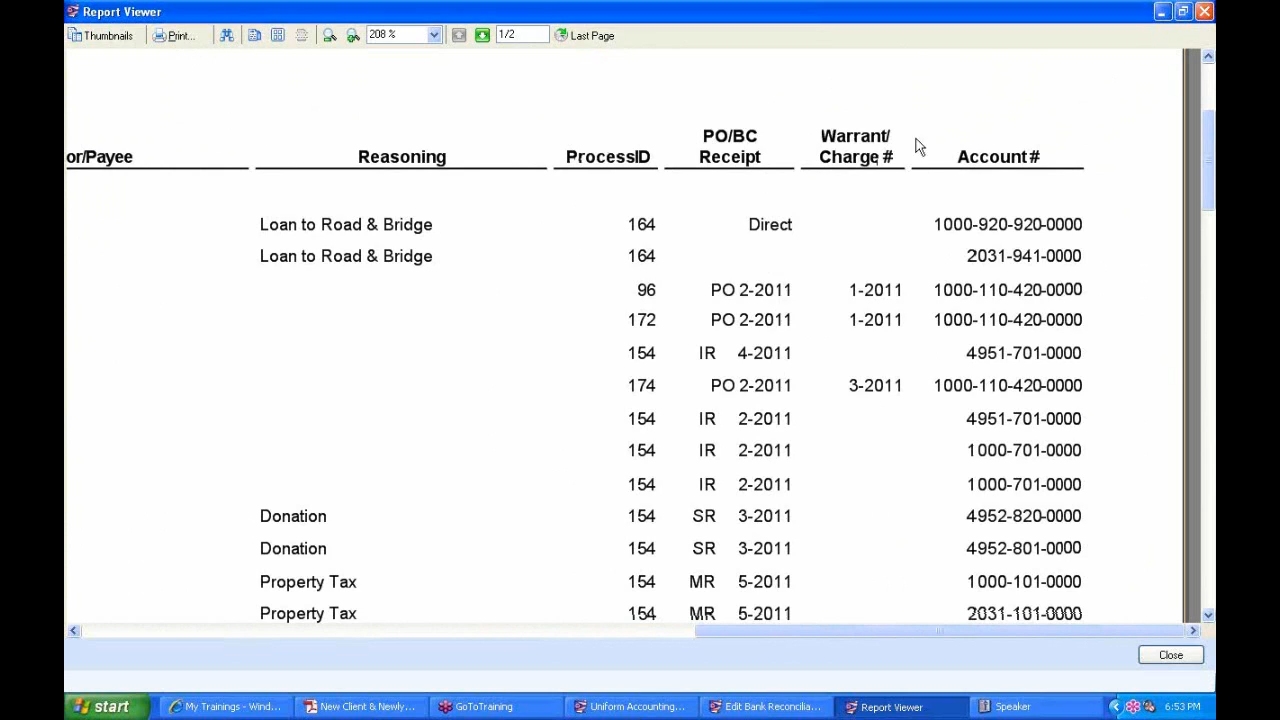 Report Viewer
Thumbnails Print... 208 % 1/2 Last Page
PO/BC Warrant/
or/Payee Reasoning ProcessID Receipt Charge # Account #
Loan to Road & Bridge 164 Direct 1000-920-920-0000
Loan to Road & Bridge 164 2031-941-0000
96 PO 2-2011 1-2011 1000-110-420-0000
172 PO 2-2011 1-2011 1000-110-420-0000
154 IR 4-2011 4951-701-0000
174 PO 2-2011 3-2011 1000-110-420-0000
154 IR 2-2011 4951-701-0000
154 IR 2-2011 1000-701-0000
154 IR 2-2011 1000-701-0000
Donation 154 SR 3-2011 4952-820-0000
Donation 154 SR 3-2011 4952-801-0000
Property Tax 154 MR 5-2011 1000-101-0000
Property Tax 154 MR 5-2011 2031-101-0000
Close
start My Trainings - Wind... New Client & Newly... GoToTraining Uniform Accounting... Edit Bank Reconcilia... Report Viewer Speaker 6:53 PM